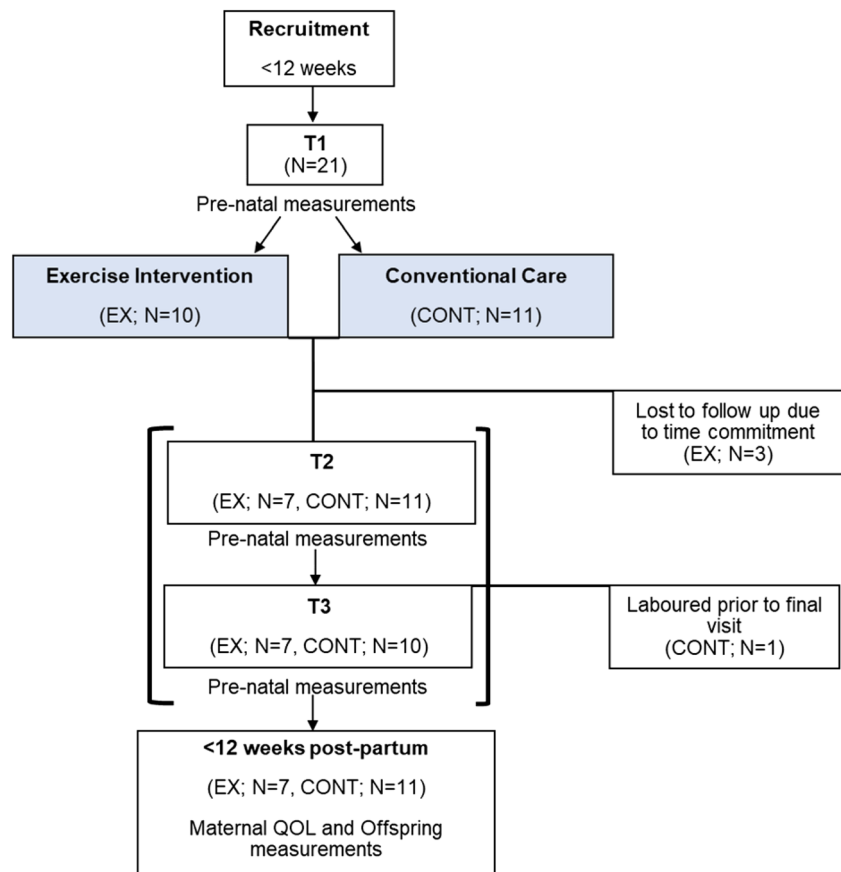 Recruitment
<12 weeks
T1
(N=21)
Pre-natal measurements
Exercise Intervention
(EX; N=10)
Conventional Care
(CONT; N=11)
Lost to follow up due
to time commitment
(EX; N=3)
T2
(EX; N=7, CONT; N=11)
Pre-natal measurements
T3
(EX; N=7, CONT; N=10)
Laboured prior to final
visit
(CONT; N=1)
Pre-natal measurements
<12 weeks post-partum
(EX; N=7, CONT; N=11)
Maternal QOL and Offspring
measurements